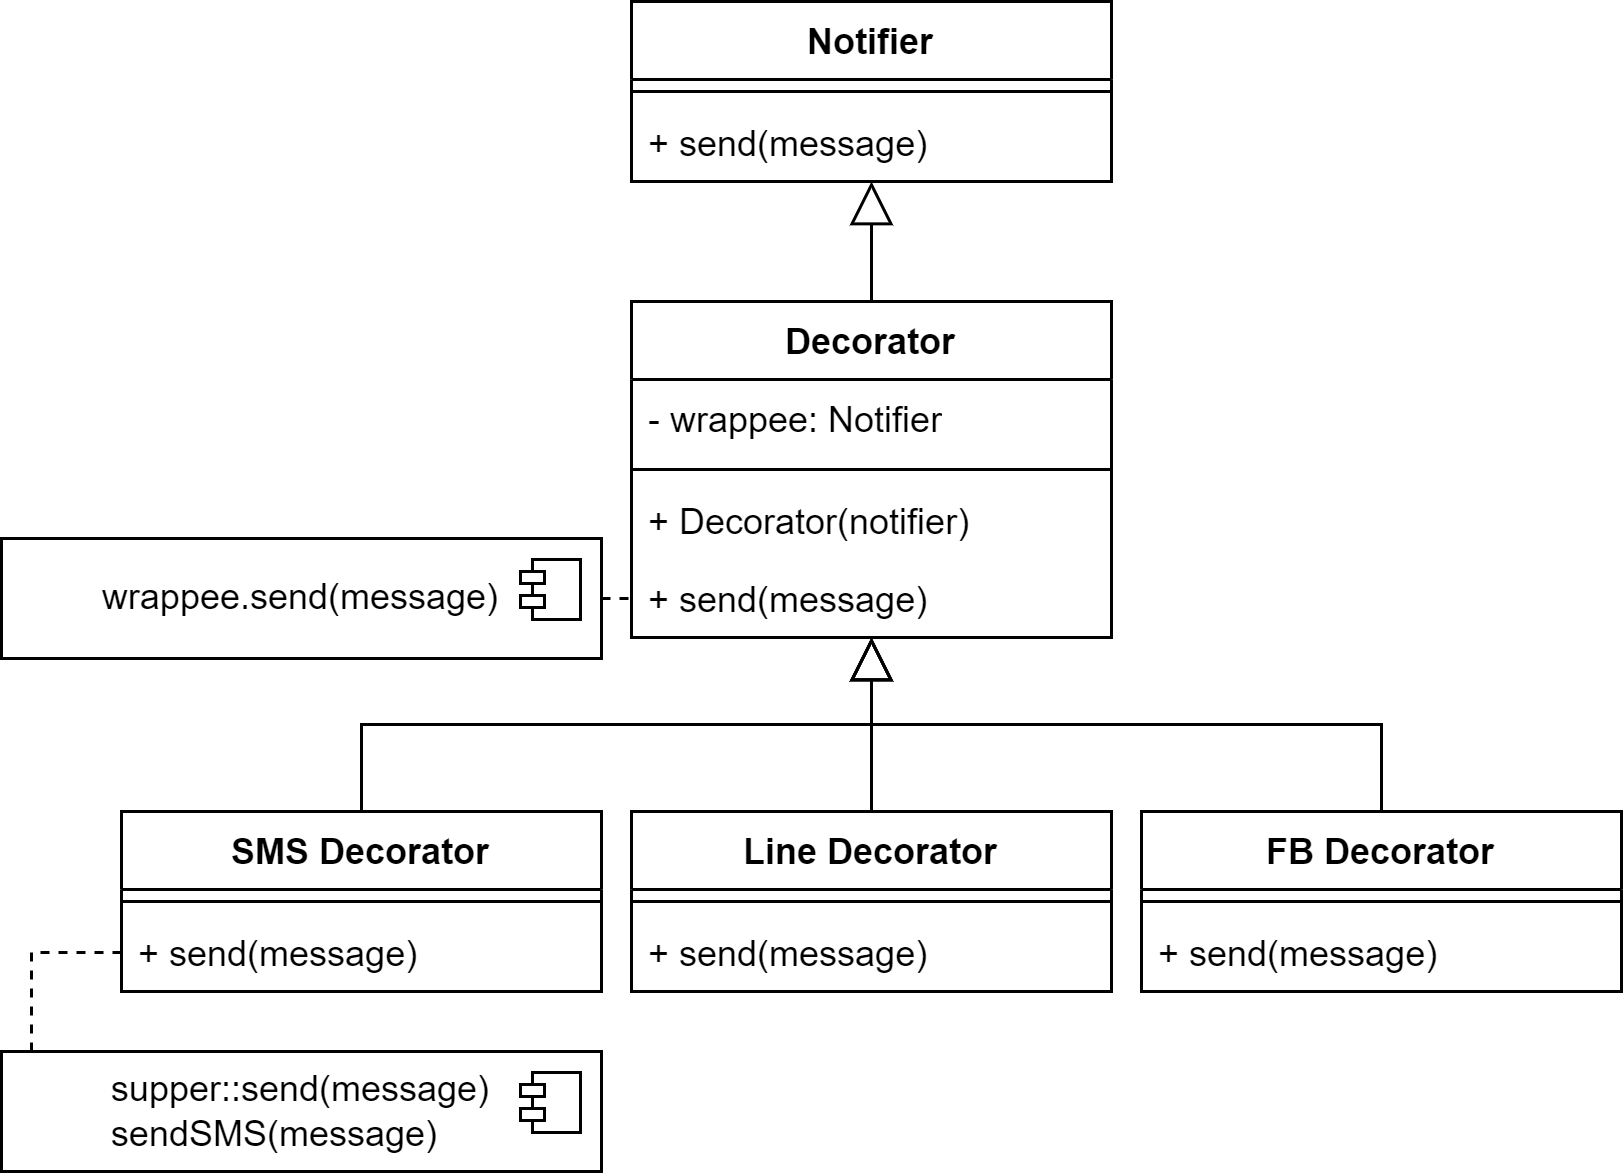 Notifier
+ send(message)
Decorator
- wrappee: Notifier
+ Decorator(notifier)
wrappee.send(message)
+ send(message)
SMS Decorator
+ send(message)
Line Decorator
+ send(message)
FB Decorator
+ send(message)
supper::send(message)
sendSMS(message)